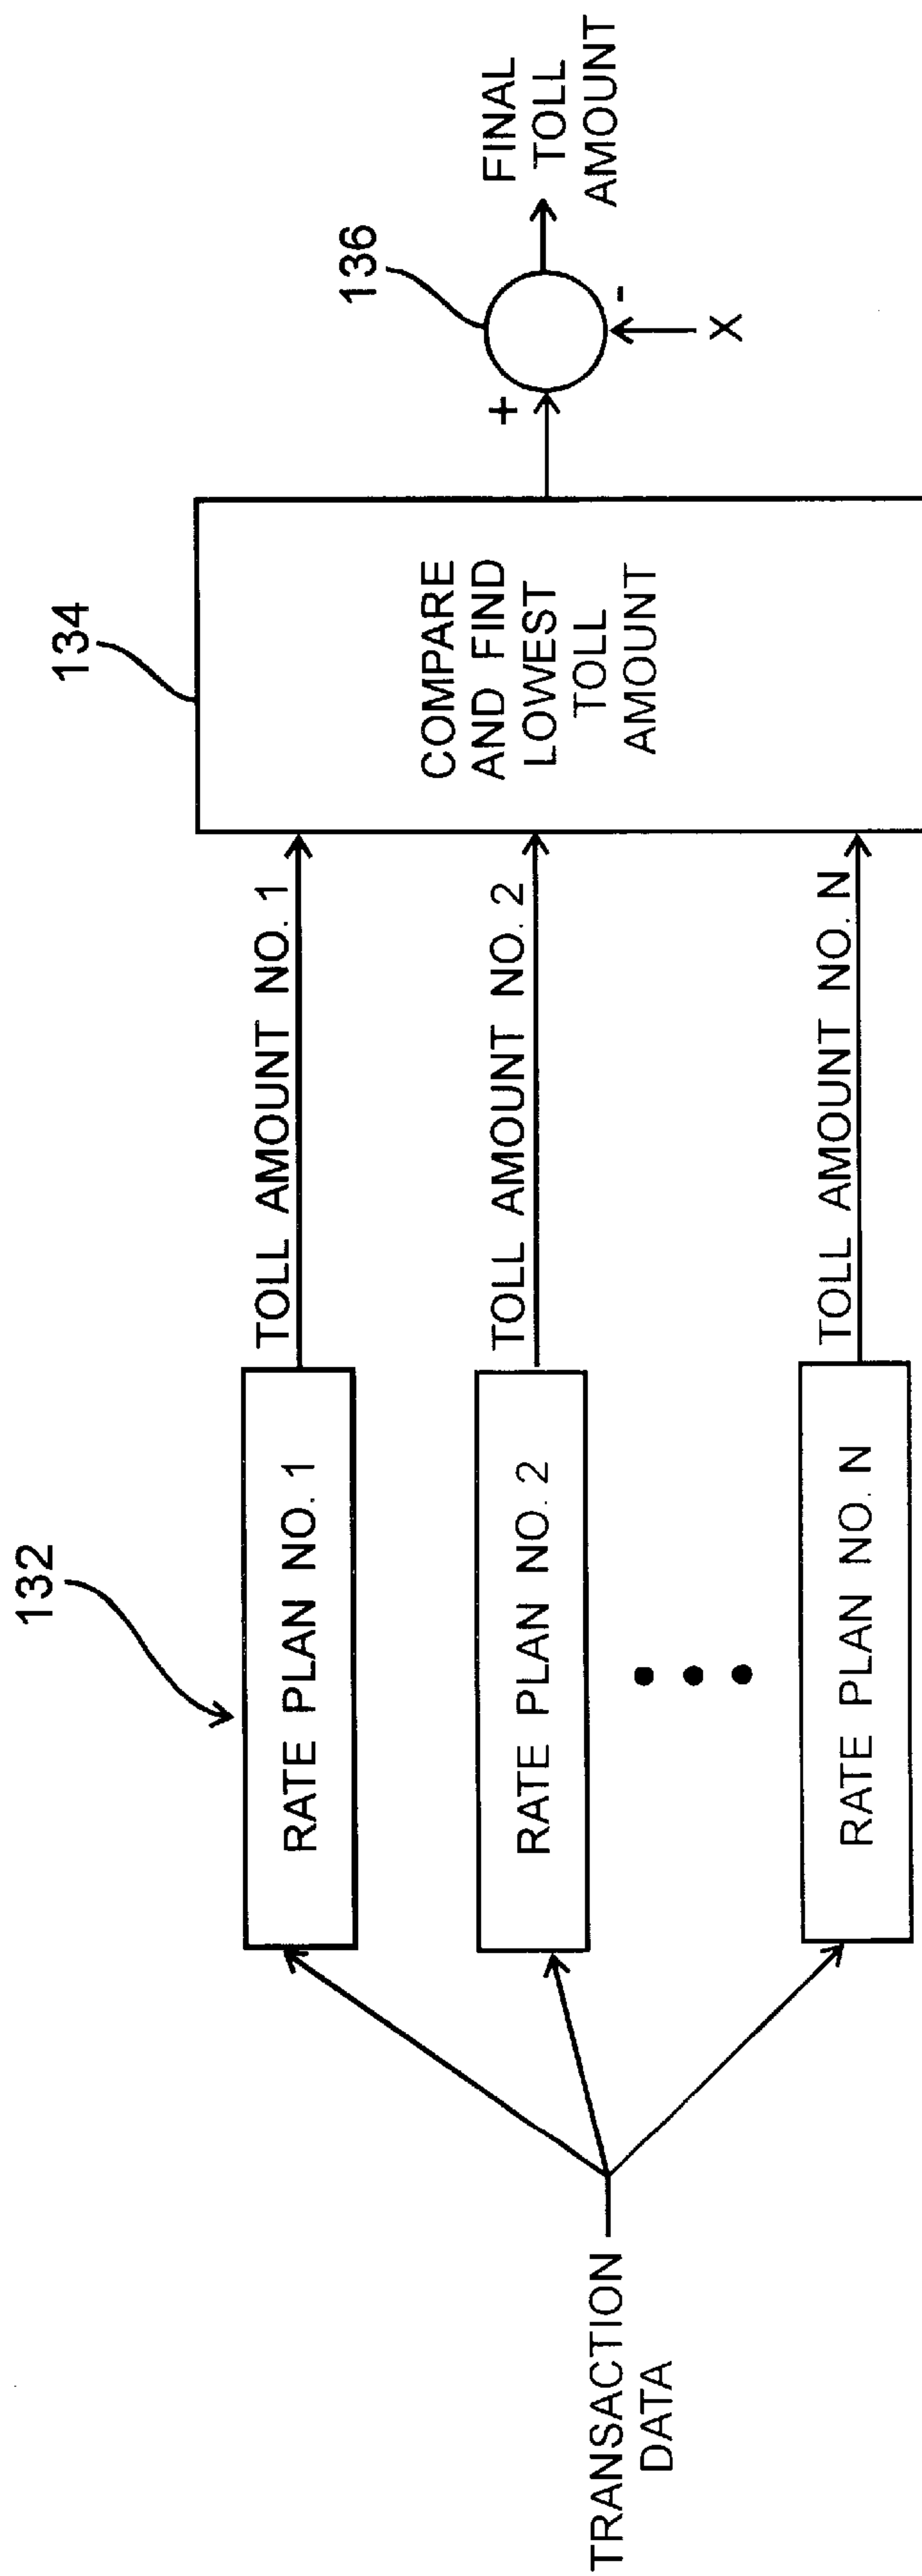 TRANSACTION
DATA
132
RATE PLAN NO. 1
RATE PLAN NO. 2
RATE PLAN NO. N
TOLL AMOUNT NO. 1
TOLL AMOUNT NO. 2
TOLL AMOUNT NO. N
134
COMPARE
AND FIND
LOWEST
TOLL
AMOUNT
136
+
-
X
FINAL
TOLL
AMOUNT